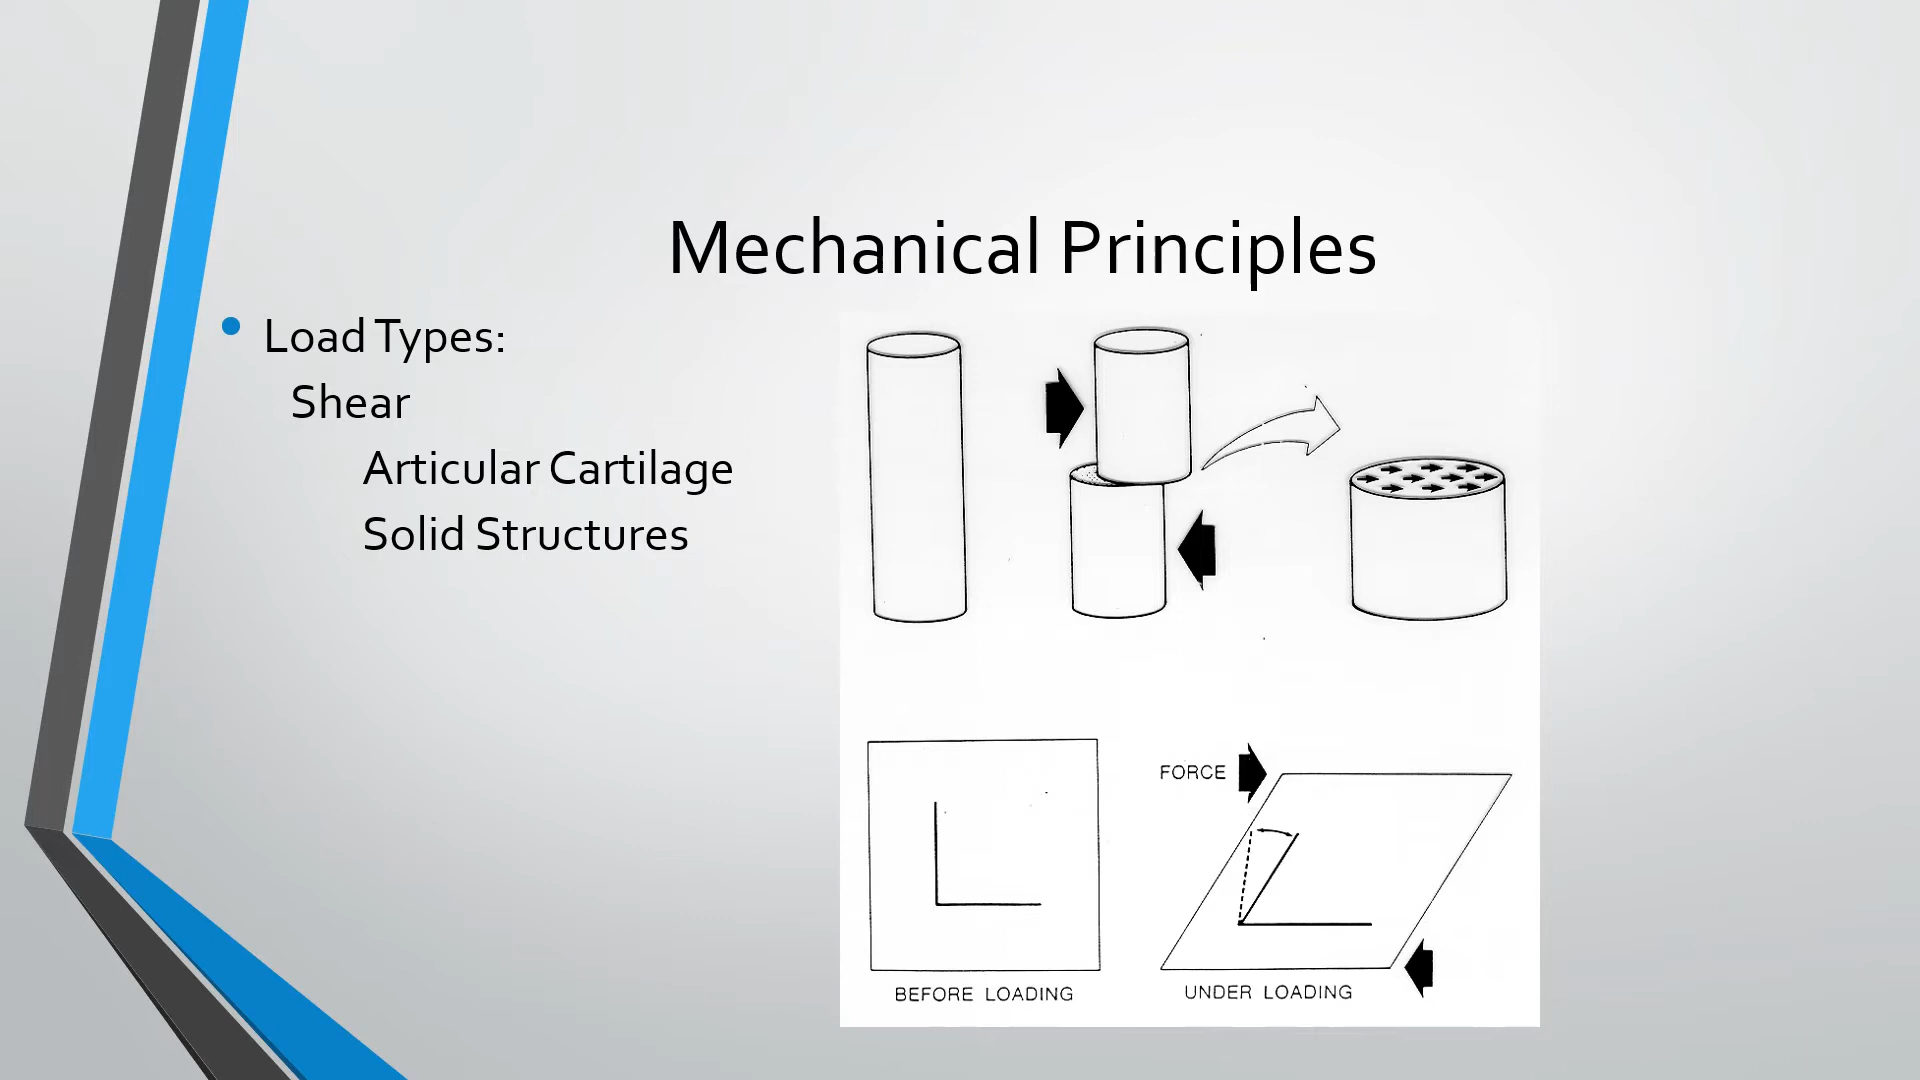 Mechanical Principles
Load Types:
Shear
Articular Cartilage
Solid Structures
FORCE
BEFORE LOADING
UNDER LOADING